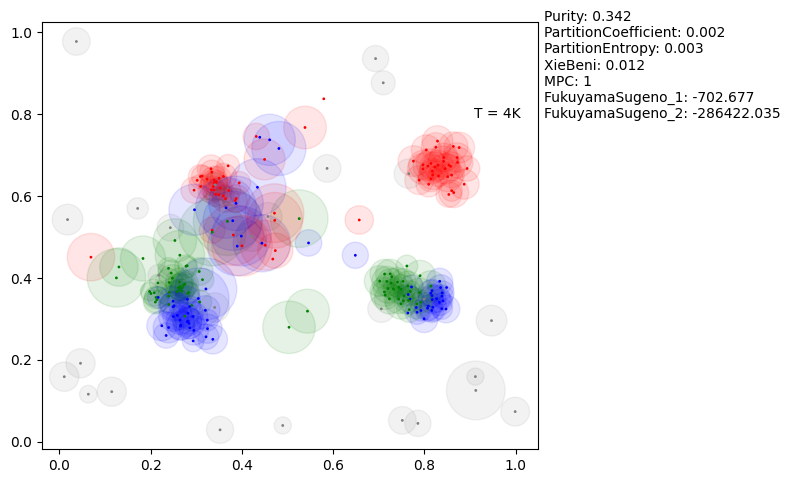 Purity: 0.342
PartitionCoefficient: 0.002
PartitionEntropy: 0.003
XieBeni: 0.012
MPC: 1
FukuyamaSugeno_1: -702.677
FukuyamaSugeno_2: -286422.035
T = 4K
1.0
0.8
0.6
0.4
0.2
0.0
0.0 0.2 0.4 0.6 0.8 1.0